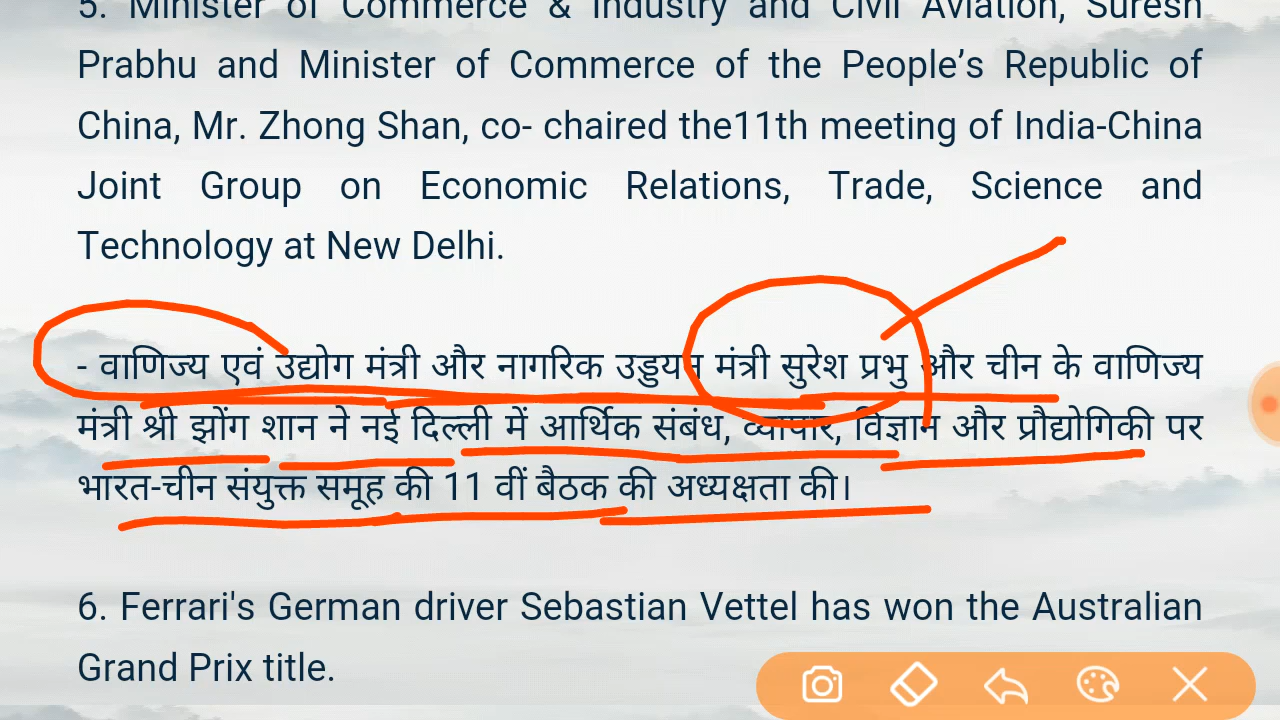 5. Minister of Commerce & Industry and Civil Aviation, Suresh
Prabhu and Minister of Commerce of the People’s Republic of
China, Mr. Zhong Shan, co- chaired the11th meeting of India-China
Joint Group on Economic Relations, Trade, Science and
Technology at New Delhi.
- वाणिज्य एवं उद्योग मंत्री और नागरिक उड्डयन मंत्री सुरेश प्रभु और चीन के वाणिज्य
मंत्री श्री झोंग शान ने नई दिल्ली में आर्थिक संबंध, व्यापार, विज्ञान और प्रौद्योगिकी पर
भारत-चीन संयुक्त समूह की 11 वीं बैठक की अध्यक्षता की।
6. Ferrari's German driver Sebastian Vettel has won the Australian
Grand Prix title.